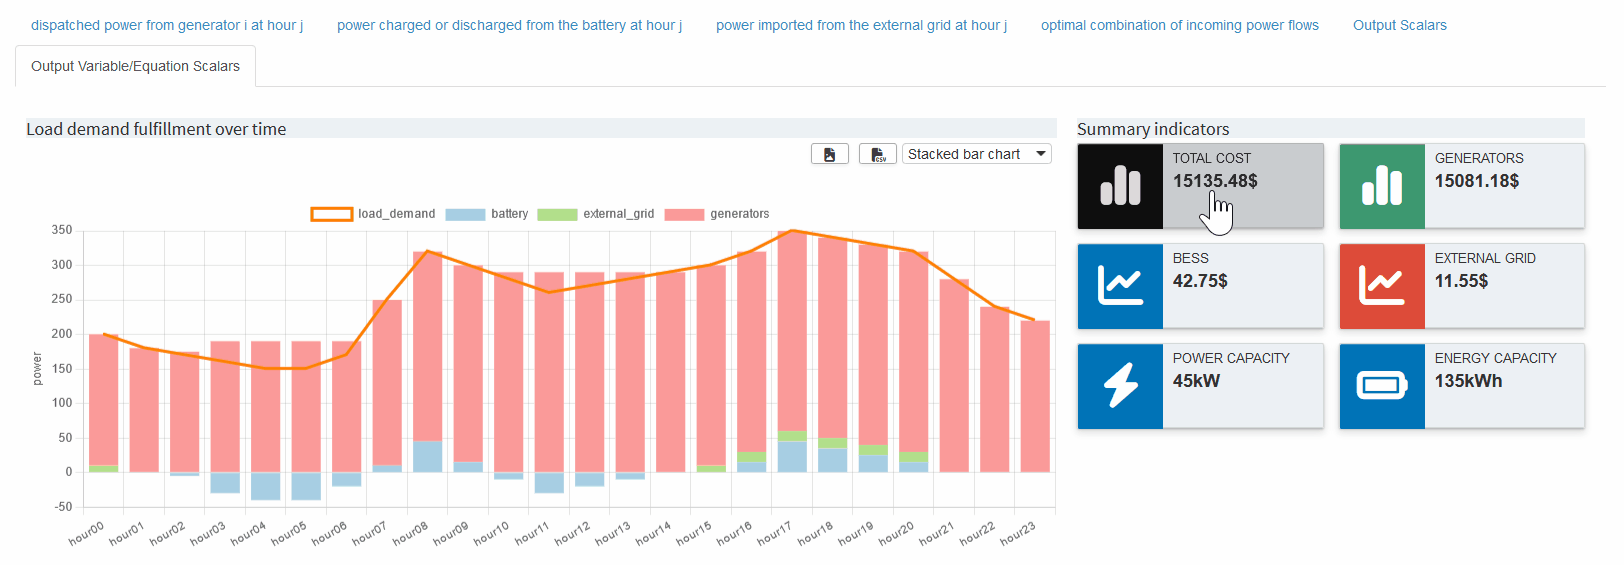 dispatched power from generator i at hour j power charged or discharged from the battery at hour j power imported from the external grid at hour j optimal combination of incoming power flows Output Scalars
Output Variable/Equation Scalars
Load demand fulfillment over time
CSV
Stacked bar chart
load_demand battery external_grid generators
power
350
300
250
200
150
100
50
0
-50
hour00 hour01 hour02 hour03 hour04 hour05 hour06 hour07 hour08 hour09 hour10 hour11 hour12 hour13 hour14 hour15 hour16 hour17 hour18 hour19 hour20 hour21 hour22 hour23
Summary indicators
TOTAL COST
15135.48$
GENERATORS
15081.18$
BESS
42.75$
EXTERNAL GRID
11.55$
POWER CAPACITY
45kW
ENERGY CAPACITY
135kWh